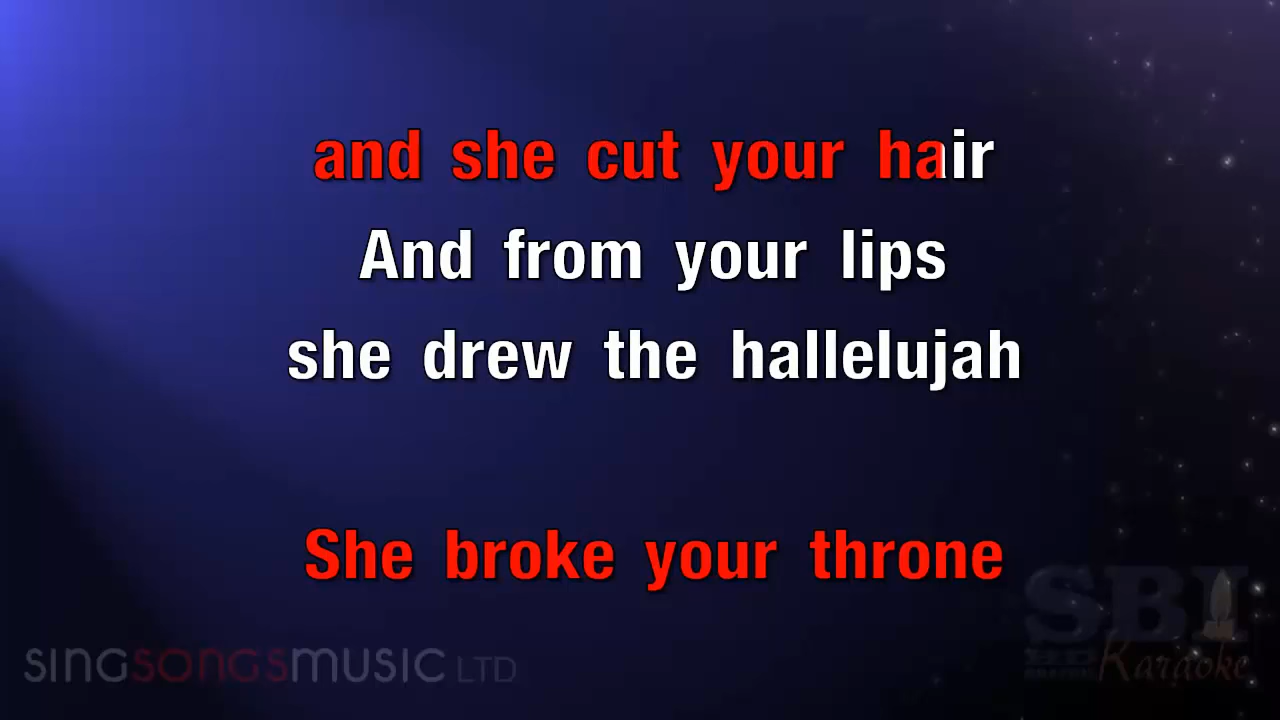 and she cut your hair
And from your lips
she drew the hallelujah
She broke your throne
SINGSONGSMUSIC LTD
SBI
Karaoke